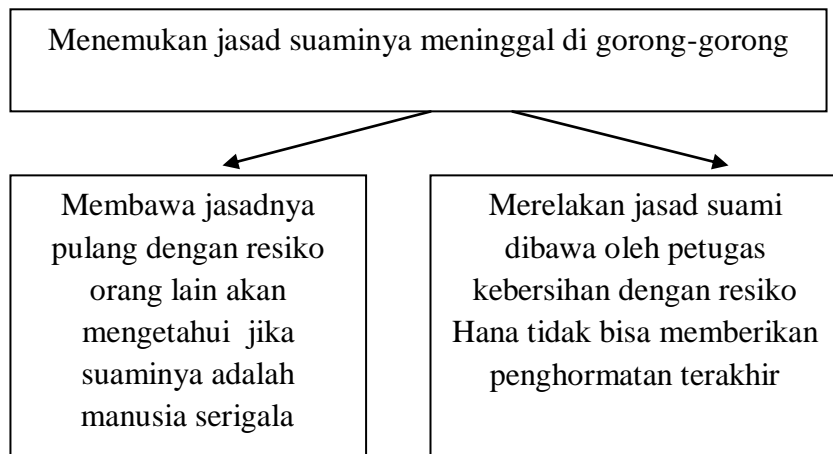 Menemukan jasad suaminya meninggal di gorong-gorong
Membawa jasadnya
pulang dengan resiko
orang lain akan
mengetahui  jika
suaminya adalah
manusia serigala
Merelakan jasad suami
dibawa oleh petugas
kebersihan dengan resiko
Hana tidak bisa memberikan
penghormatan terakhir